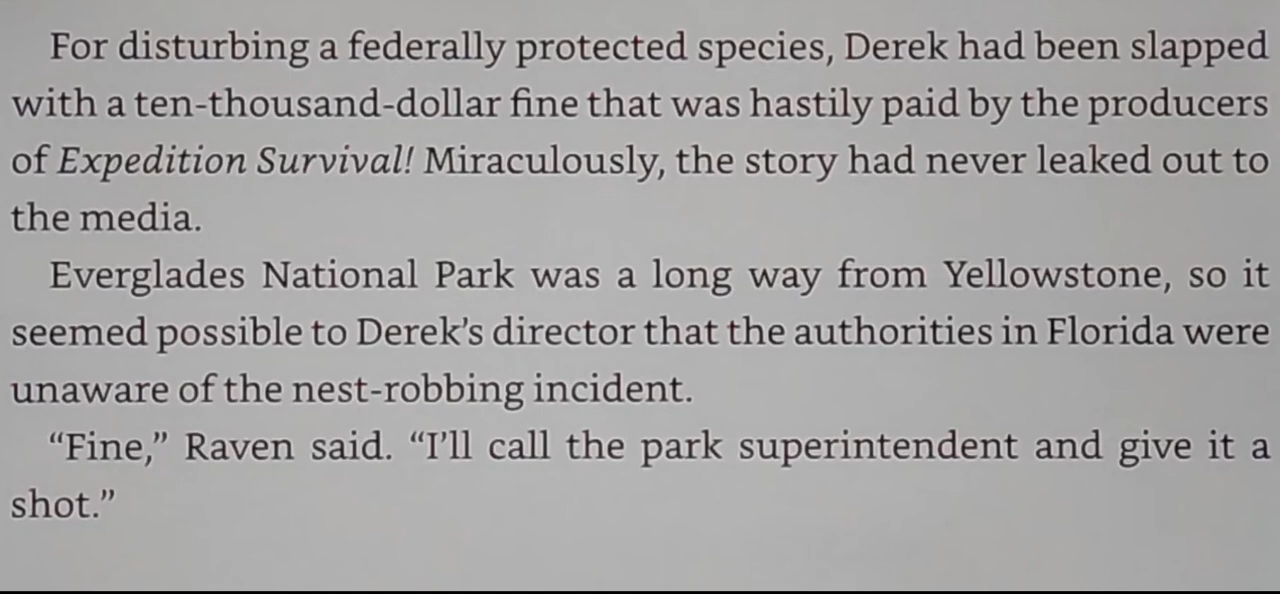 For disturbing a federally protected species, Derek had been slapped
with a ten-thousand-dollar fine that was hastily paid by the producers
of Expedition Survival! Miraculously, the story had never leaked out to
the media.
Everglades National Park was a long way from Yellowstone, so it
seemed possible to Derek’s director that the authorities in Florida were
unaware of the nest-robbing incident.
“Fine,” Raven said. “I’ll call the park superintendent and give it a
shot.”